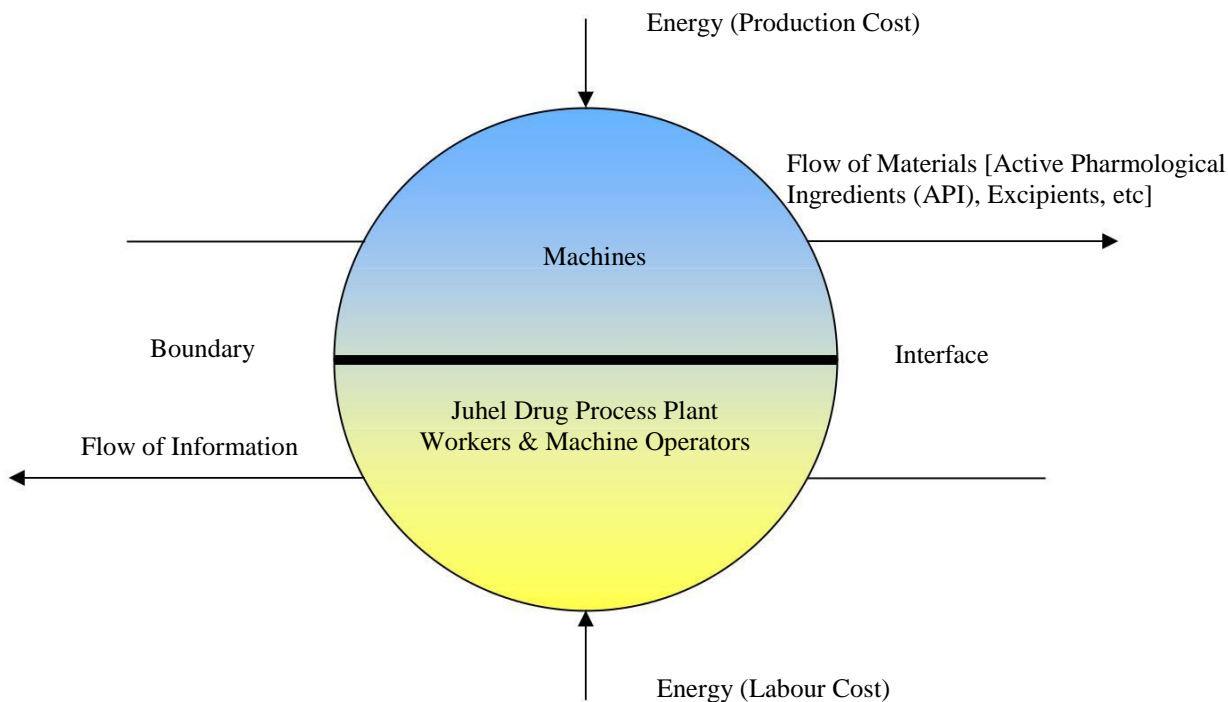 Energy (Production Cost)
Flow of Materials [Active Pharmological
Ingredients (API), Excipients, etc]
Machines
Boundary
Interface
Juhel Drug Process Plant
Workers & Machine Operators
Flow of Information
Energy (Labour Cost)